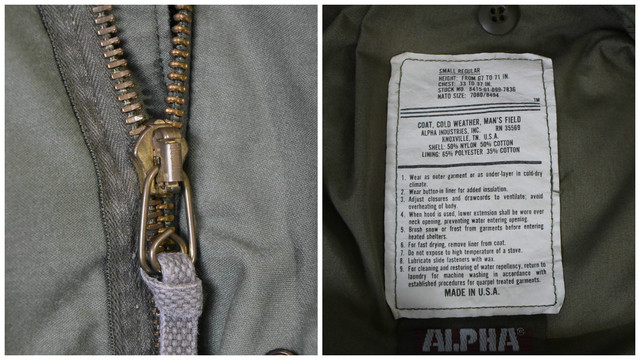 SMALL REGULAR
HEIGHT: FROM 67 TO 71 IN.
CHEST: 33 TO 37 IN.
STOCK NO. 8415-01-099-7836
NATO SIZE: 7080/8494
TM
COAT, COLD WEATHER, MAN'S FIELD
ALPHA INDUSTRIES, INC. RN 35569
KNOXVILLE, TN. U.S.A.
SHELL: 50% NYLON 50% COTTON
LINING: 65% POLYESTER 35% COTTON
1. Wear as outer garment or as under-layer in cold-dry
climate.
2. Wear button-in liner for added insulation.
3. Adjust closures and drawcords to ventilate; avoid
overheating of body.
4. When hood is used, lower extension shall be worn over
neck opening, preventing water entering opening.
5. Brush snow or frost from garments before entering
heated shelters.
6. For fast drying, remove liner from coat.
7. Do not expose to high temperature of a stove.
8. Lubricate slide fasteners with wax.
9. For cleaning and restoring of water repellency, return to
laundry for machine washing in accordance with
established procedures for quarpel treated garments.
MADE IN U.S.A.
ALPHA®